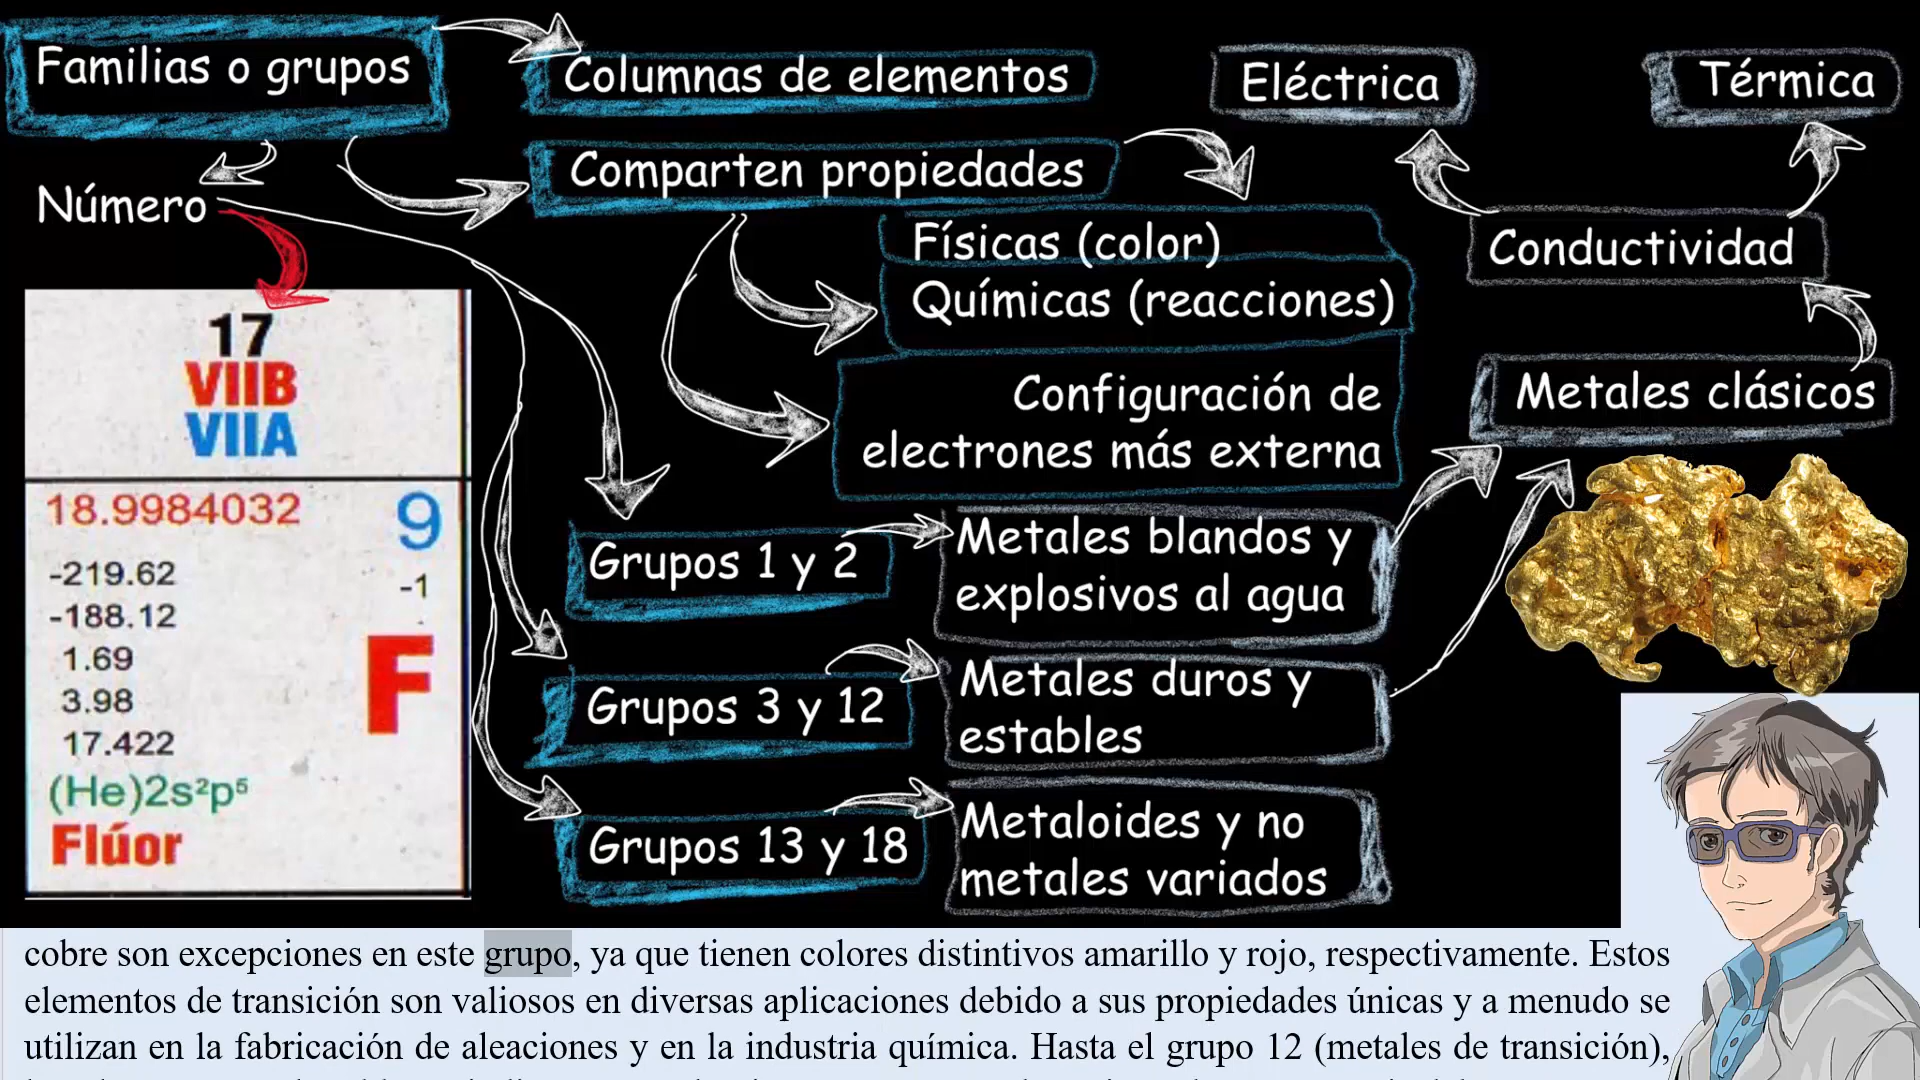 Familias o grupos
Columnas de elementos
Eléctrica
Térmica
Comparten propiedades
Número
Físicas (color)
Químicas (reacciones)
Conductividad
17
VIIB
VIIA
Configuración de
electrones más externa
Metales clásicos
18.9984032
9
-219.62
-1
-188.12
1.69
F
3.98
17.422
(He)2s²p⁵
Flúor
Grupos 1 y 2
Metales blandos y
explosivos al agua
Grupos 3 y 12
Metales duros y
estables
Grupos 13 y 18
Metaloides y no
metales variados
cobre son excepciones en este grupo, ya que tienen colores distintivos amarillo y rojo, respectivamente. Estos
elementos de transición son valiosos en diversas aplicaciones debido a sus propiedades únicas y a menudo se
utilizan en la fabricación de aleaciones y en la industria química. Hasta el grupo 12 (metales de transición),